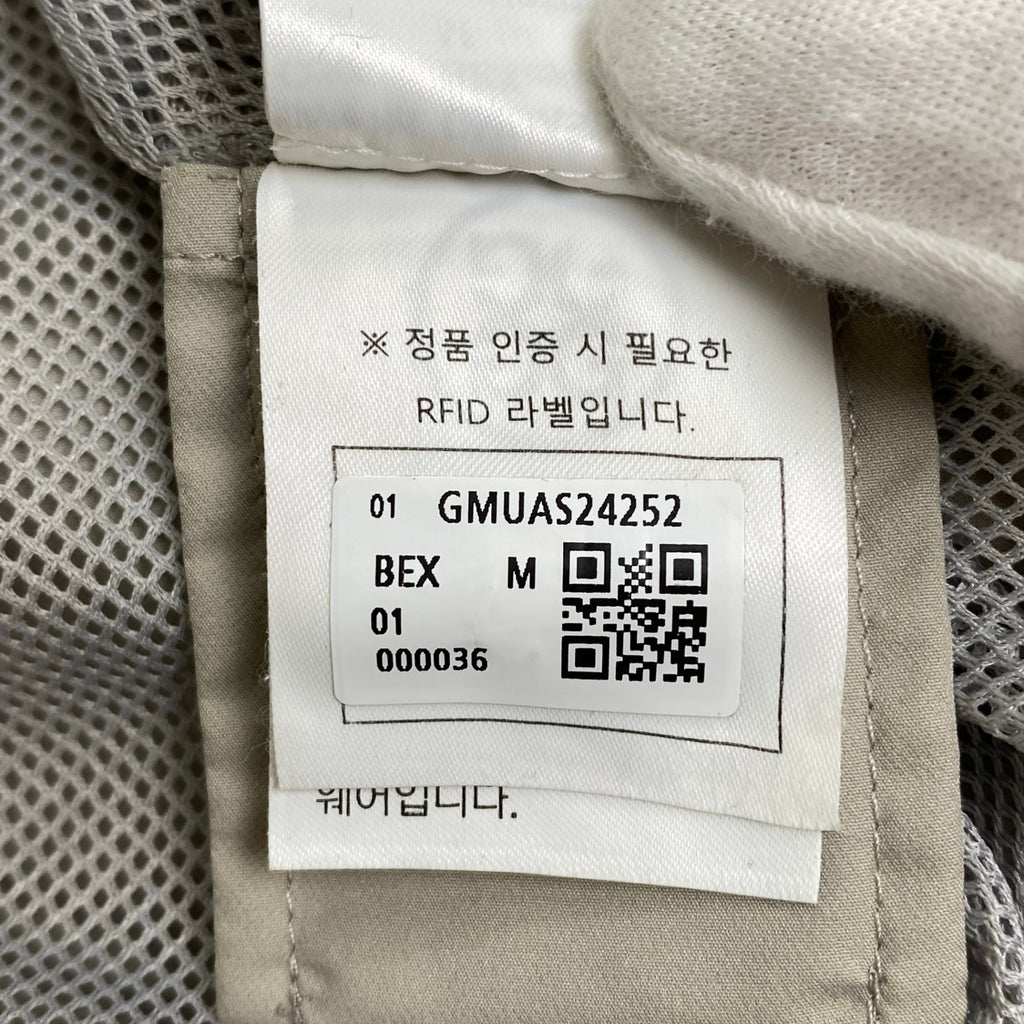 ※ 정품 인증 시 필요한
RFID 라벨입니다.
01 GMUAS24252
BEX M
01
000036
웨어입니다.